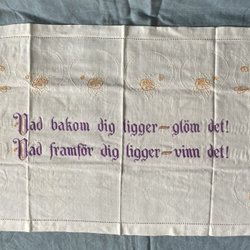 Vad bakom dig ligger—glöm det!
Vad framför dig ligger—vinn det!